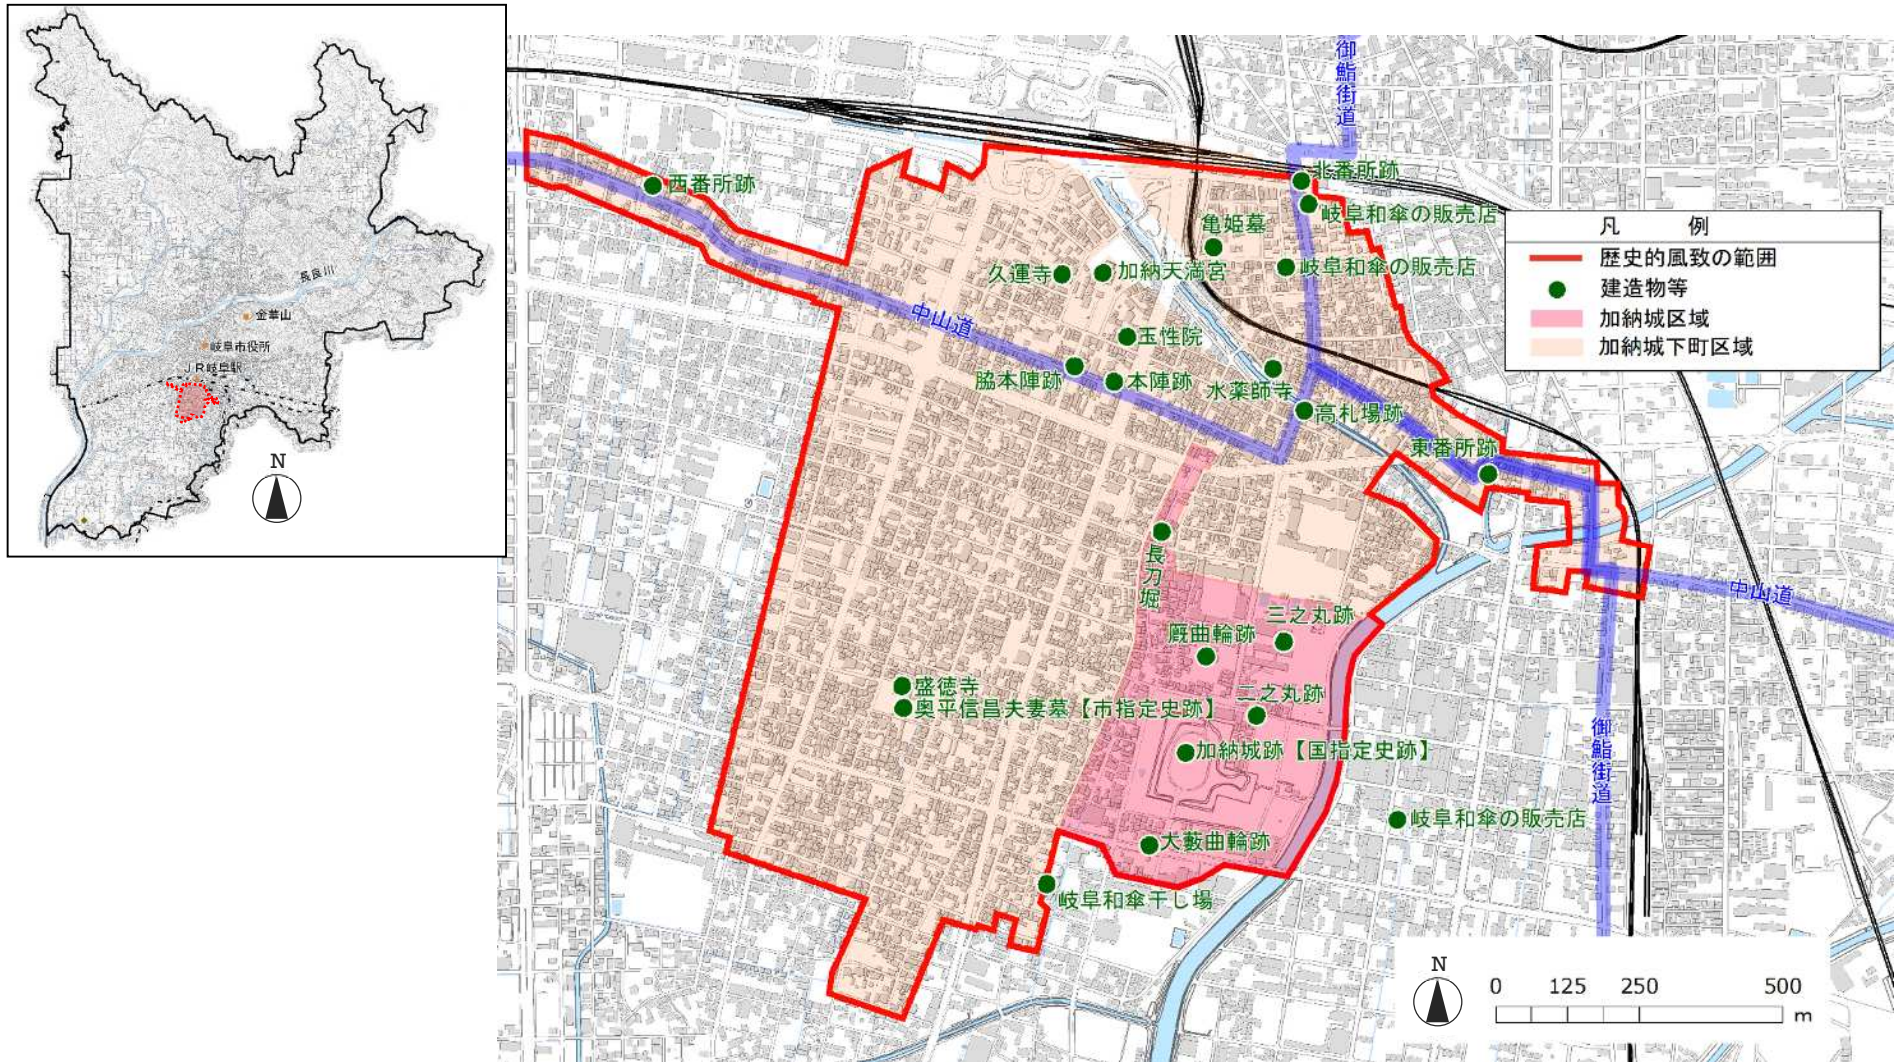 長良川
金華山
岐阜市役所
JR岐阜駅
N
御鮨街道
西番所跡
北番所跡
岐阜和傘の販売店
亀姫墓
久運寺
加納天満宮
岐阜和傘の販売店
中山道
玉性院
脇本陣跡
本陣跡
水薬師寺
高札場跡
東番所跡
長刀堀
中山道
三之丸跡
厩曲輪跡
盛徳寺
奥平信昌夫妻墓【市指定史跡】
二之丸跡
加納城跡【国指定史跡】
御鮨街道
岐阜和傘の販売店
大藪曲輪跡
岐阜和傘干し場
凡 例
歴史的風致の範囲
建造物等
加納城区域
加納城下町区域
N
0 125 250 500
m